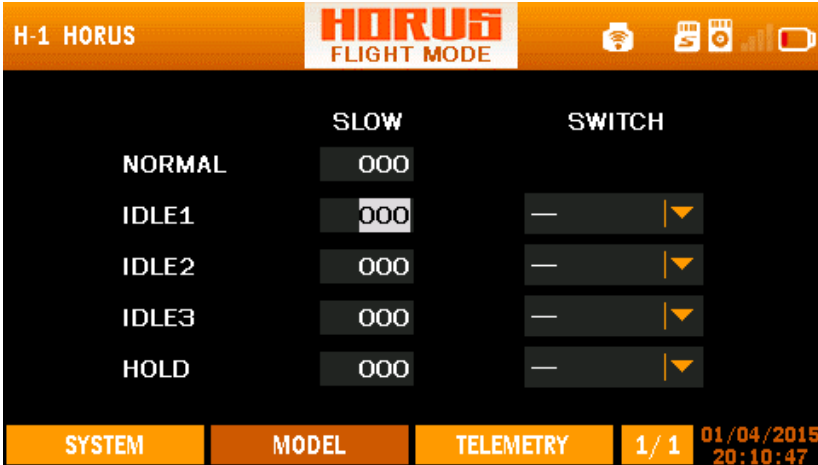 H-1 HORUS
HORUS
FLIGHT MODE
SLOW SWITCH
NORMAL 000
IDLE1 000 —
IDLE2 000 —
IDLE3 000 —
HOLD 000 —
SYSTEM MODEL TELEMETRY 1/1 01/04/2015
20:10:47